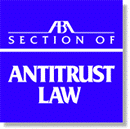 ABA
SECTION OF
ANTITRUST
LAW